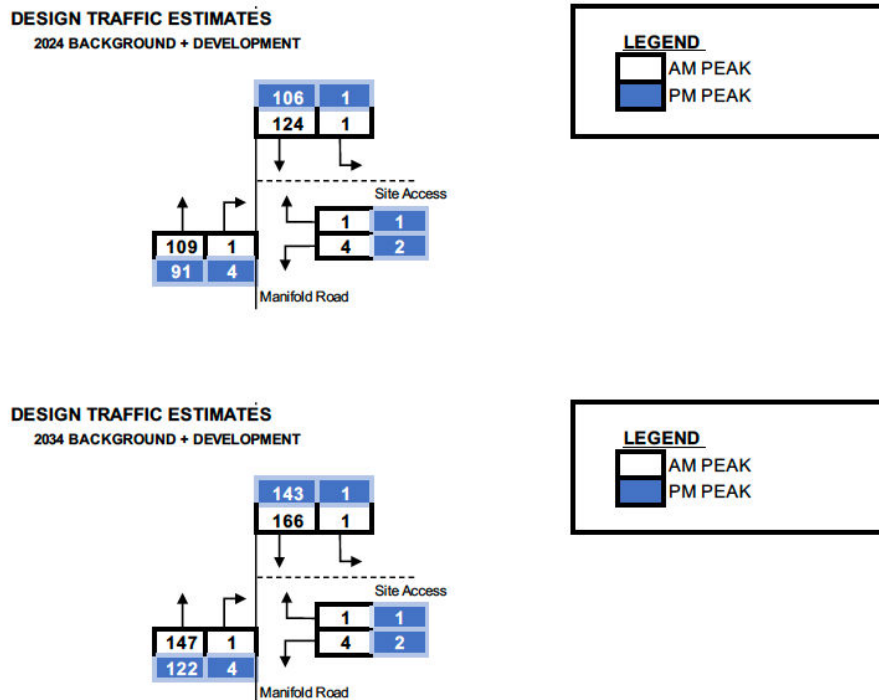 DESIGN TRAFFIC ESTIMATES
2024 BACKGROUND + DEVELOPMENT
LEGEND
AM PEAK
PM PEAK
106 1
124 1
Site Access
1 1
4 2
109 1
91 4
Manifold Road
DESIGN TRAFFIC ESTIMATES
2034 BACKGROUND + DEVELOPMENT
LEGEND
AM PEAK
PM PEAK
143 1
166 1
Site Access
1 1
4 2
147 1
122 4
Manifold Road